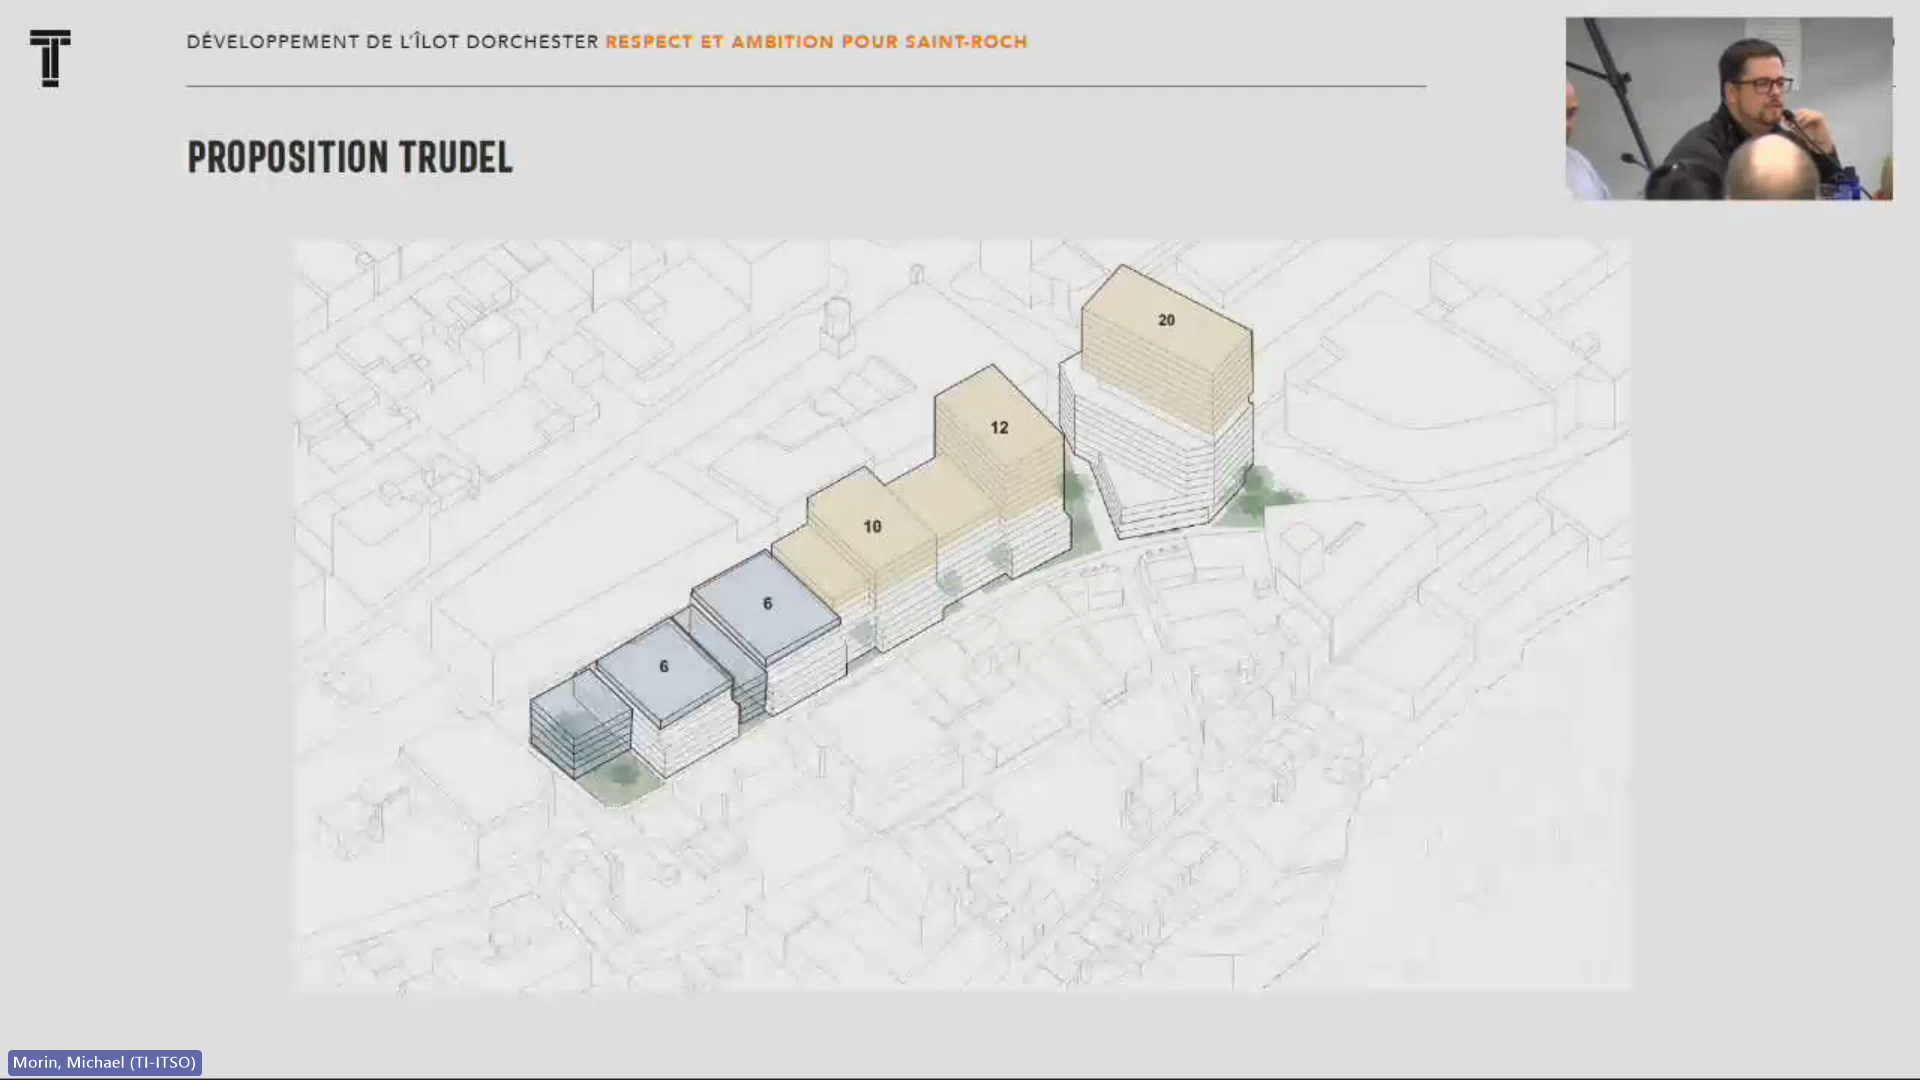 DÉVELOPPEMENT DE L'ÎLOT DORCHESTER RESPECT ET AMBITION POUR SAINT-ROCH
PROPOSITION TRUDEL
20
12
10
6
6
Morin, Michael (TI-ITSO)